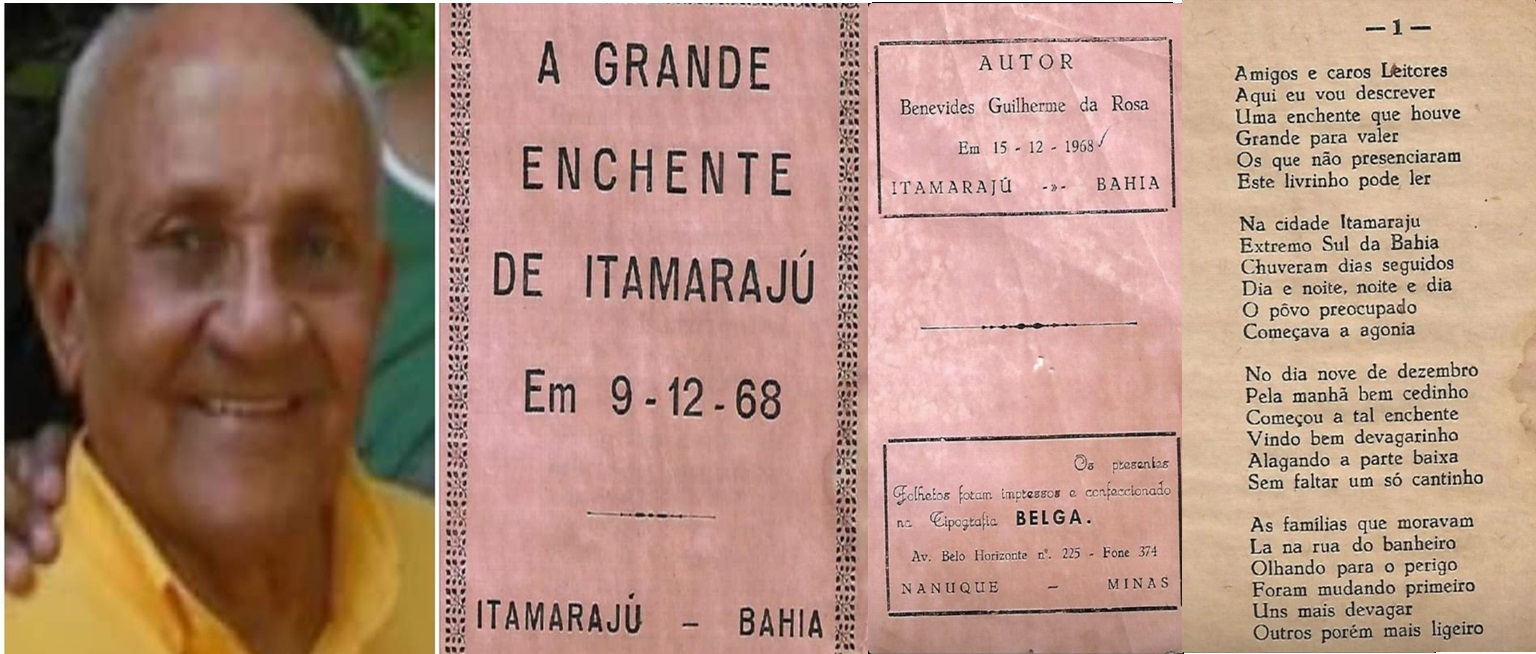 A GRANDE
ENCHENTE
DE ITAMARAJÚ
Em 9-12-68
ITAMARAJÚ - BAHIA
AUTOR
Benevides Guilherme da Rosa
Em 15 - 12 - 1968
ITAMARAJÚ -»- BAHIA
Os presentes
Folhetos foram impressos e confeccionado
na Tipografia BELGA.
Av. Belo Horizonte nº. 225 - Fone 374
NANUQUE - MINAS
—1—
Amigos e caros Leitores
Aqui eu vou descrever
Uma enchente que houve
Grande para valer
Os que não presenciaram
Este livrinho pode ler
Na cidade Itamaraju
Extremo Sul da Bahia
Chuveram dias seguidos
Dia e noite, noite e dia
O pôvo preocupado
Começava a agonia
No dia nove de dezembro
Pela manhã bem cedinho
Começou a tal enchente
Vindo bem devagarinho
Alagando a parte baixa
Sem faltar um só cantinho
As famílias que moravam
La na rua do banheiro
Olhando para o perigo
Foram mudando primeiro
Uns mais devagar
Outros porém mais ligeiro